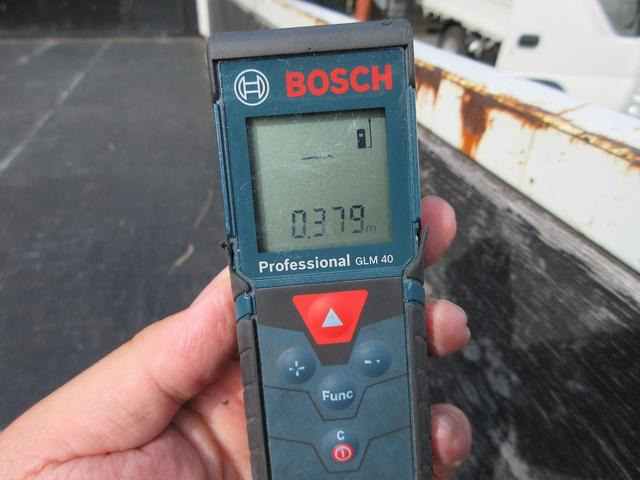 BOSCH
0.379m
Professional GLM 40
+ -
Func
C